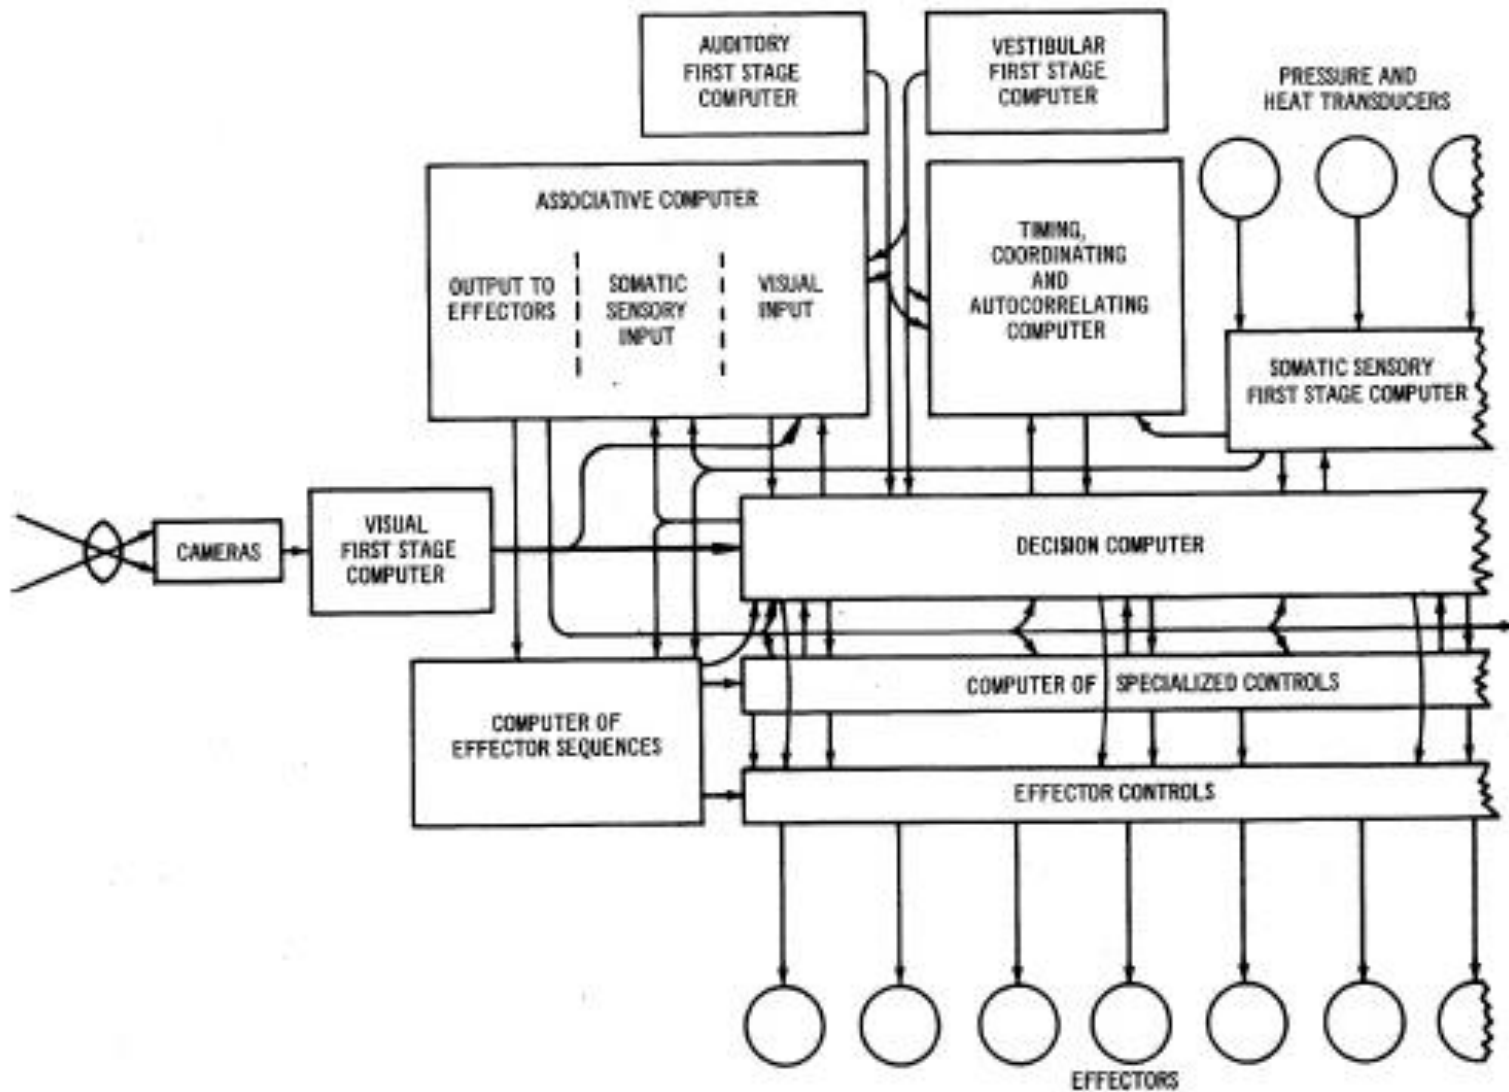 AUDITORY
FIRST STAGE
COMPUTER
VESTIBULAR
FIRST STAGE
COMPUTER
PRESSURE AND
HEAT TRANSDUCERS
ASSOCIATIVE COMPUTER
OUTPUT TO
EFFECTORS
SOMATIC
SENSORY
INPUT
VISUAL
INPUT
TIMING,
COORDINATING
AND
AUTOCORRELATING
COMPUTER
SOMATIC SENSORY
FIRST STAGE COMPUTER
CAMERAS
VISUAL
FIRST STAGE
COMPUTER
DECISION COMPUTER
COMPUTER OF
EFFECTOR SEQUENCES
COMPUTER OF SPECIALIZED CONTROLS
EFFECTOR CONTROLS
EFFECTORS